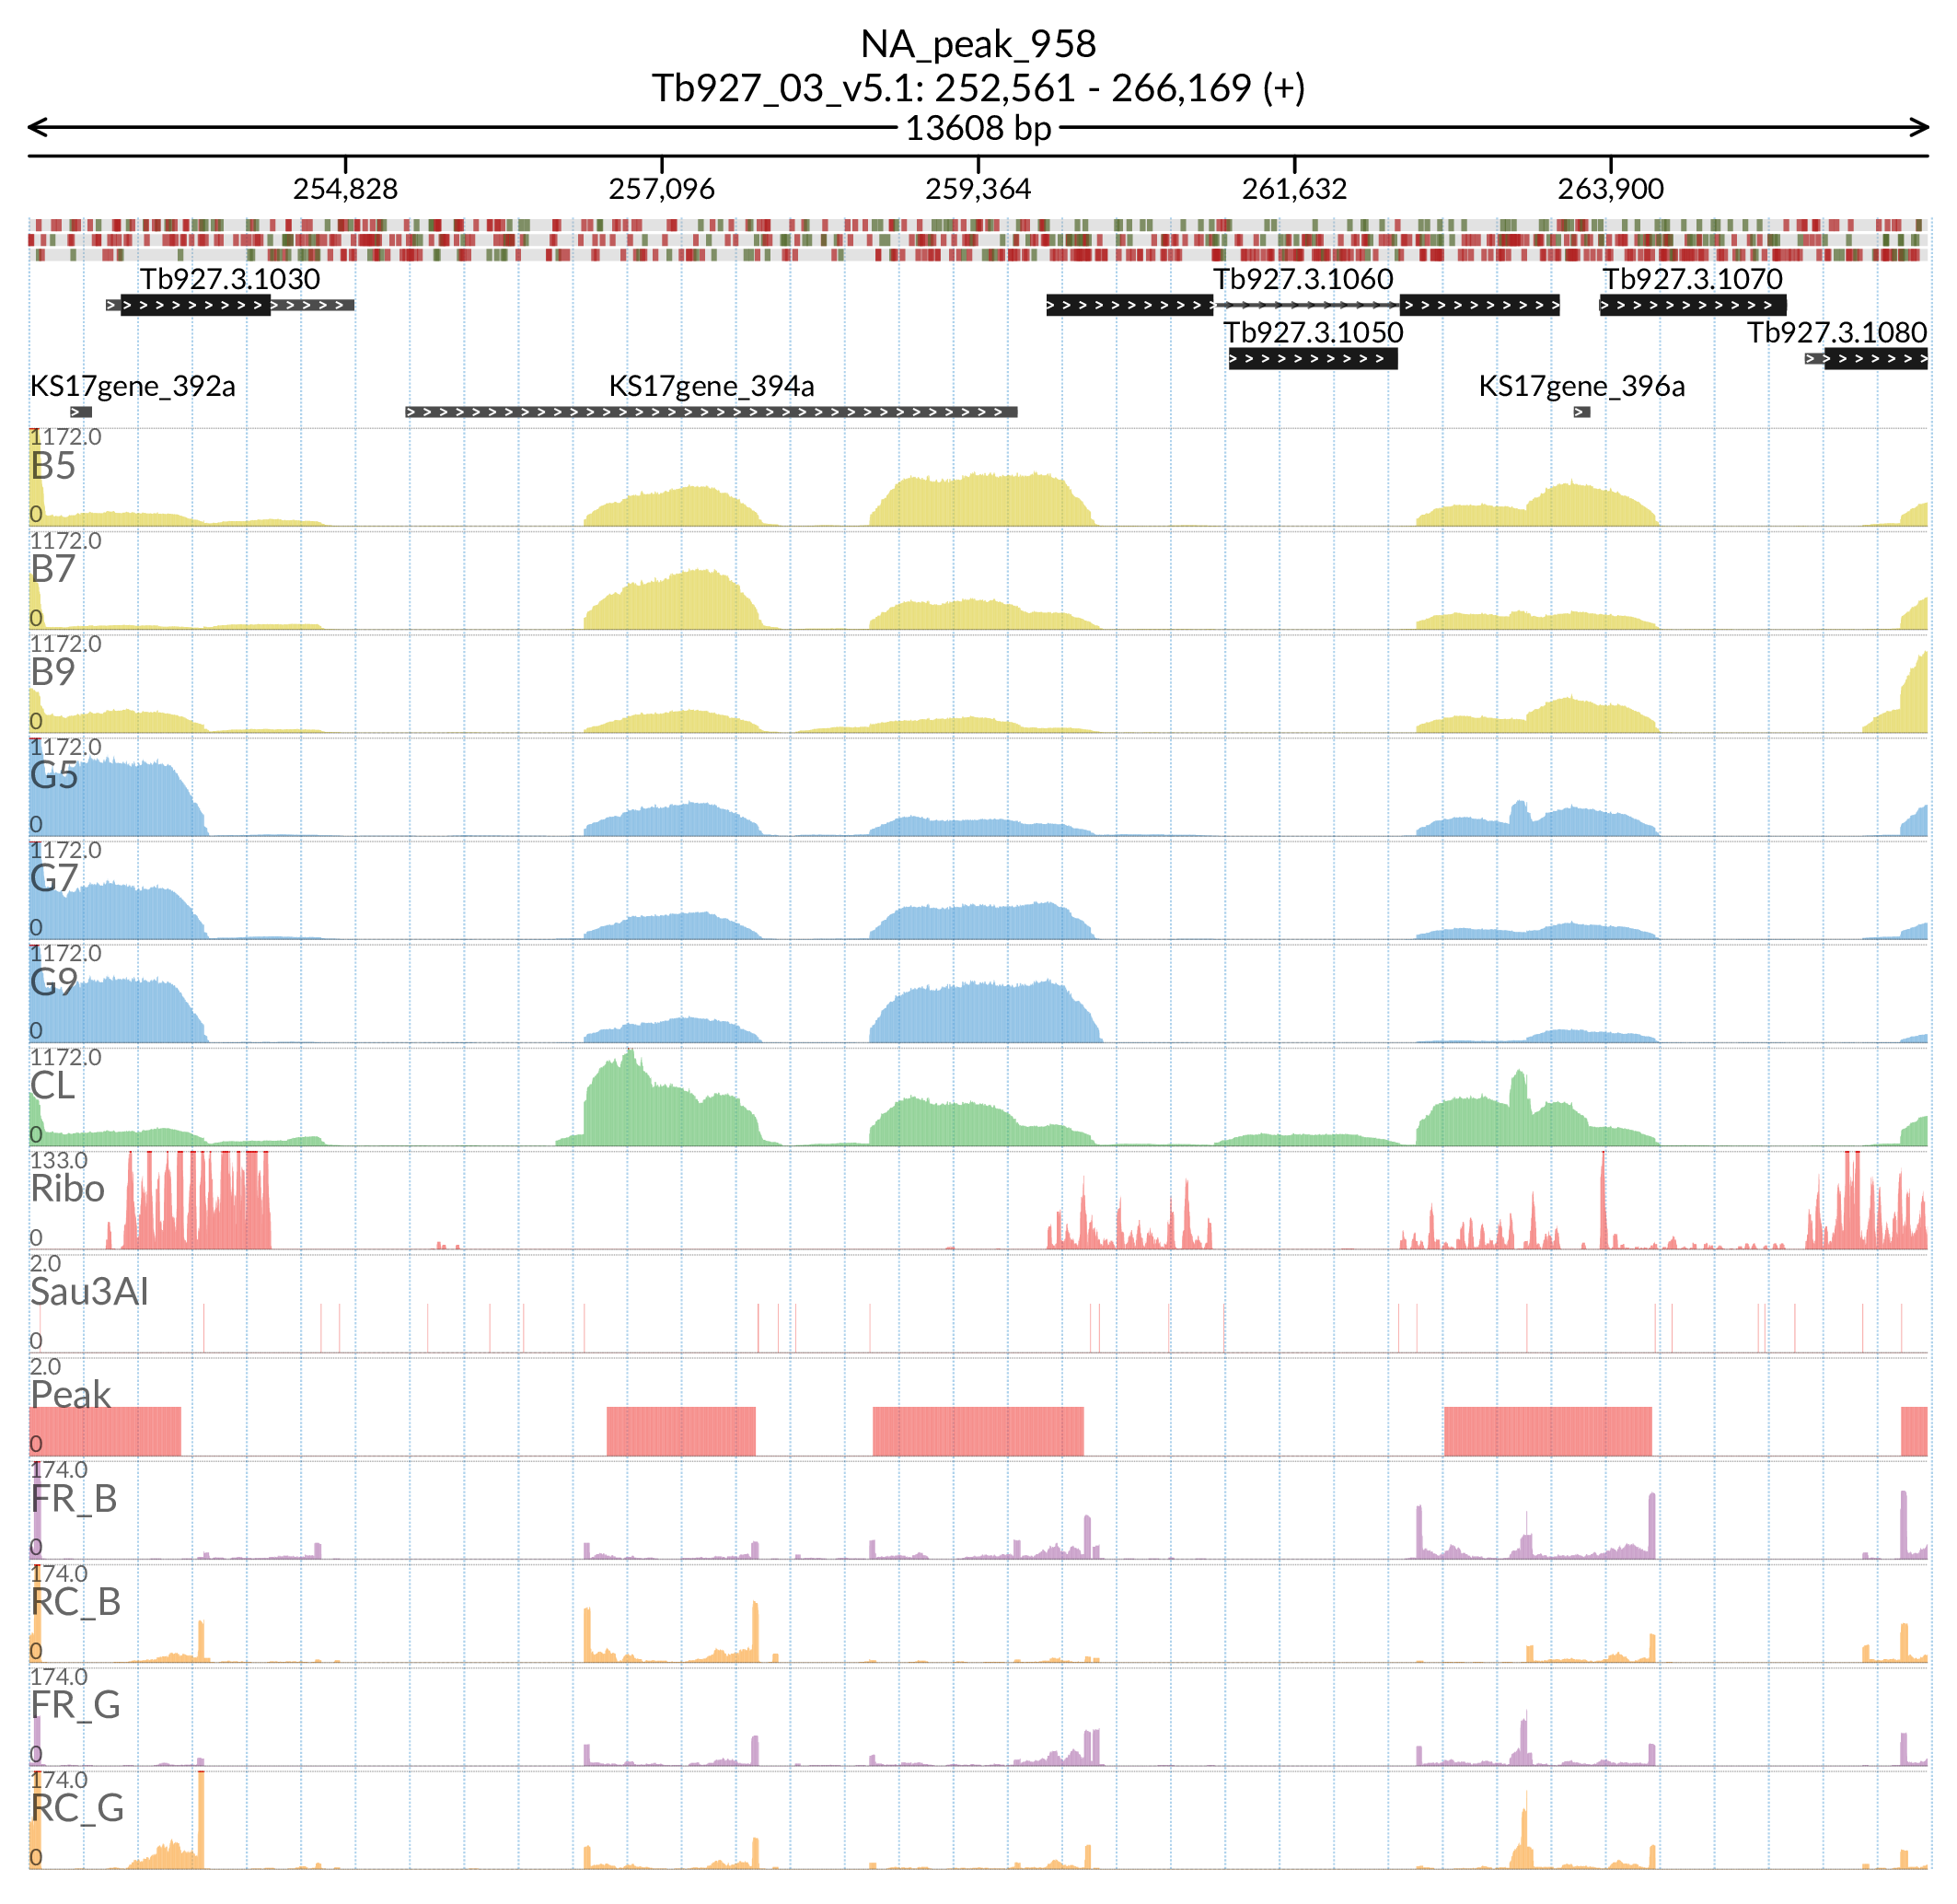 NA_peak_958
Tb927_03_v5.1: 252,561 - 266,169 (+)
13608 bp
254,828 257,096 259,364 261,632 263,900
Tb927.3.1030 Tb927.3.1060 Tb927.3.1070
Tb927.3.1050 Tb927.3.1080
KS17gene_392a KS17gene_394a KS17gene_396a
1172.0
B5
0
1172.0
B7
0
1172.0
B9
0
1172.0
G5
0
1172.0
G7
0
1172.0
G9
0
1172.0
CL
0
133.0
Ribo
0
2.0
Sau3AI
0
2.0
Peak
0
174.0
FR_B
0
174.0
RC_B
0
174.0
FR_G
0
174.0
RC_G
0